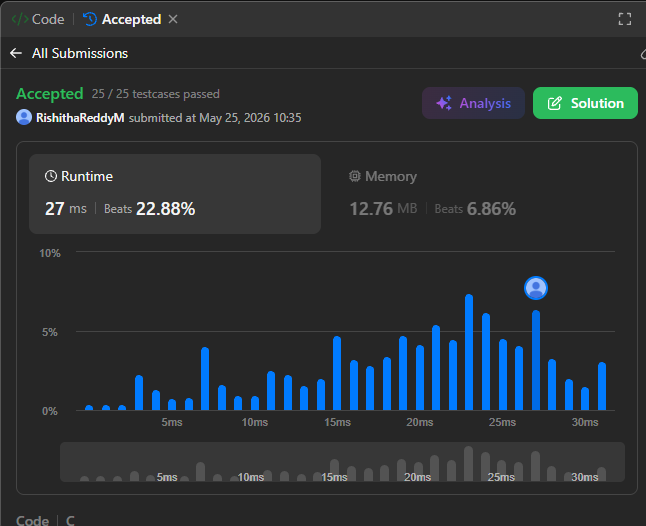 </> Code | Accepted ×
← All Submissions
Accepted 25 / 25 testcases passed
Analysis
Solution
RishithaReddyM submitted at May 25, 2026 10:35
Runtime
27 ms | Beats 22.88%
Memory
12.76 MB | Beats 6.86%
10%
5%
0%
5ms 10ms 15ms 20ms 25ms 30ms
5ms 10ms 15ms 20ms 25ms 30ms
Code | C